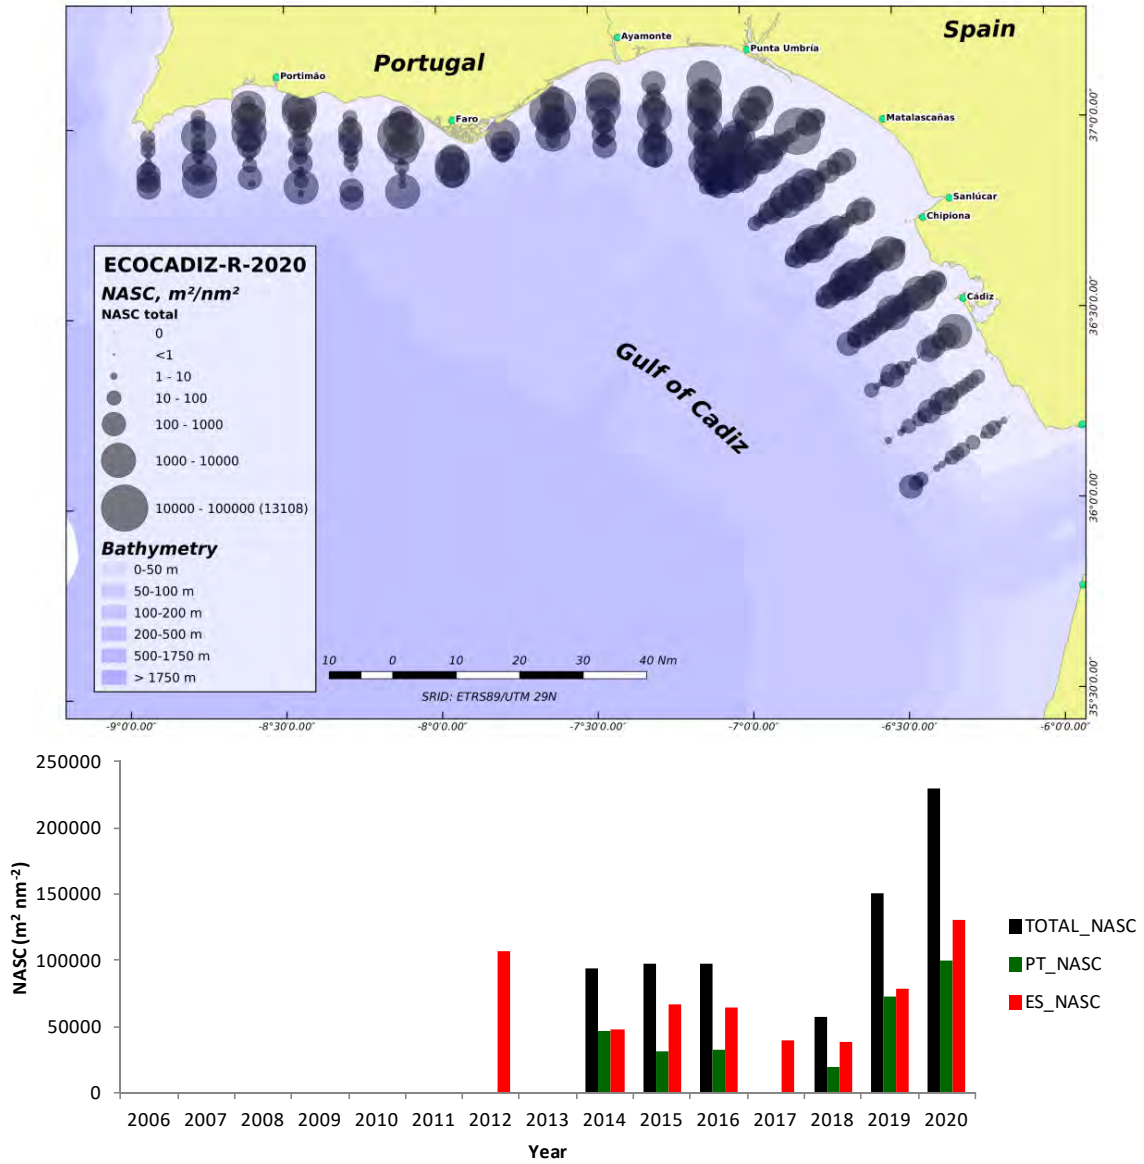 Spain
Portugal
Ayamonte
Punta Umbría
Portimão
Faro
Matalascañas
Sanlúcar
Chipiona
Cádiz
Gulf of Cadiz
37°0'0.00"
36°30'0.00"
36°0'0.00"
35°30'0.00"
ECOCADIZ-R-2020
NASC, m²/nm²
NASC total
0
<1
1 - 10
10 - 100
100 - 1000
1000 - 10000
10000 - 100000 (13108)
Bathymetry
0-50 m
50-100 m
100-200 m
200-500 m
500-1750 m
> 1750 m
10 0 10 20 30 40 Nm
SRID: ETRS89/UTM 29N
-9°0'0.00" -8°30'0.00" -8°0'0.00" -7°30'0.00" -7°0'0.00" -6°30'0.00" -6°0'0.00"
NASC (m² nm⁻²)
250000
200000
150000
100000
50000
0
2006 2007 2008 2009 2010 2011 2012 2013 2014 2015 2016 2017 2018 2019 2020
Year
TOTAL_NASC
PT_NASC
ES_NASC